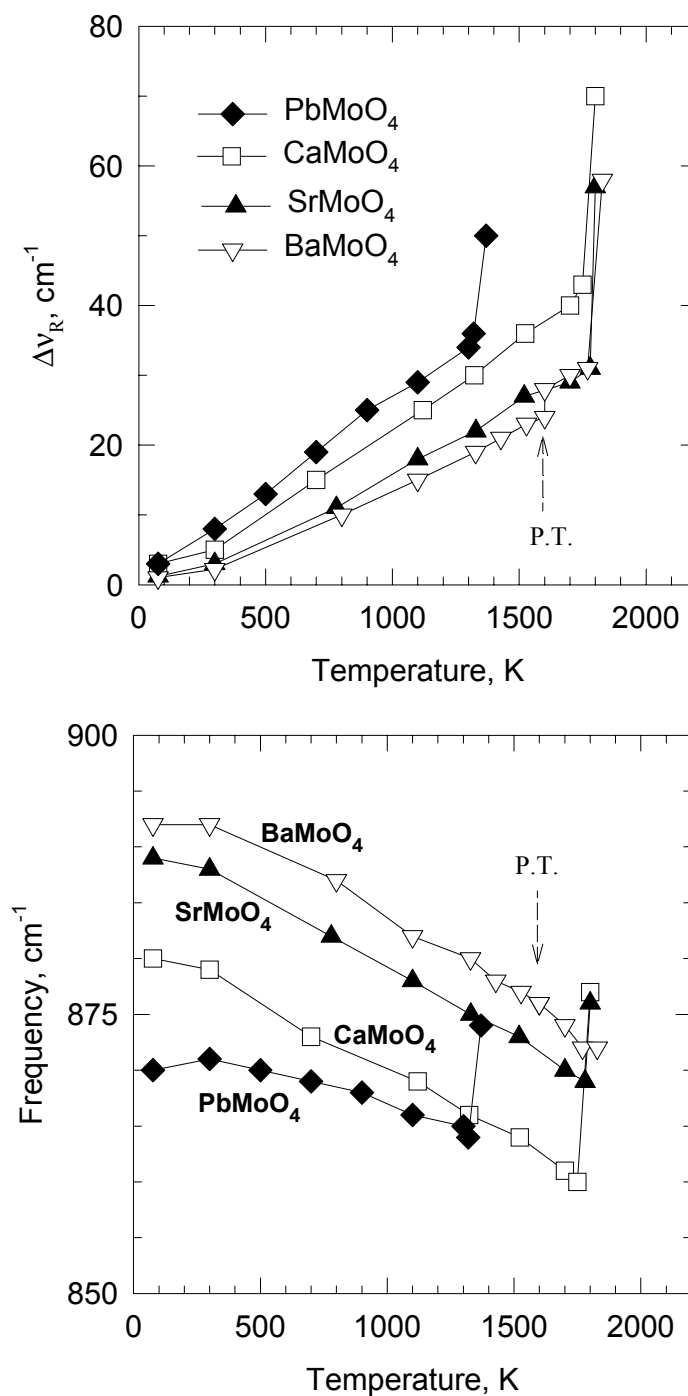 80
60
40
20
0
Δν_R, cm⁻¹
PbMoO₄
CaMoO₄
SrMoO₄
BaMoO₄
P.T.
0 500 1000 1500 2000
Temperature, K
900
875
850
Frequency, cm⁻¹
BaMoO₄
P.T.
SrMoO₄
CaMoO₄
PbMoO₄
0 500 1000 1500 2000
Temperature, K